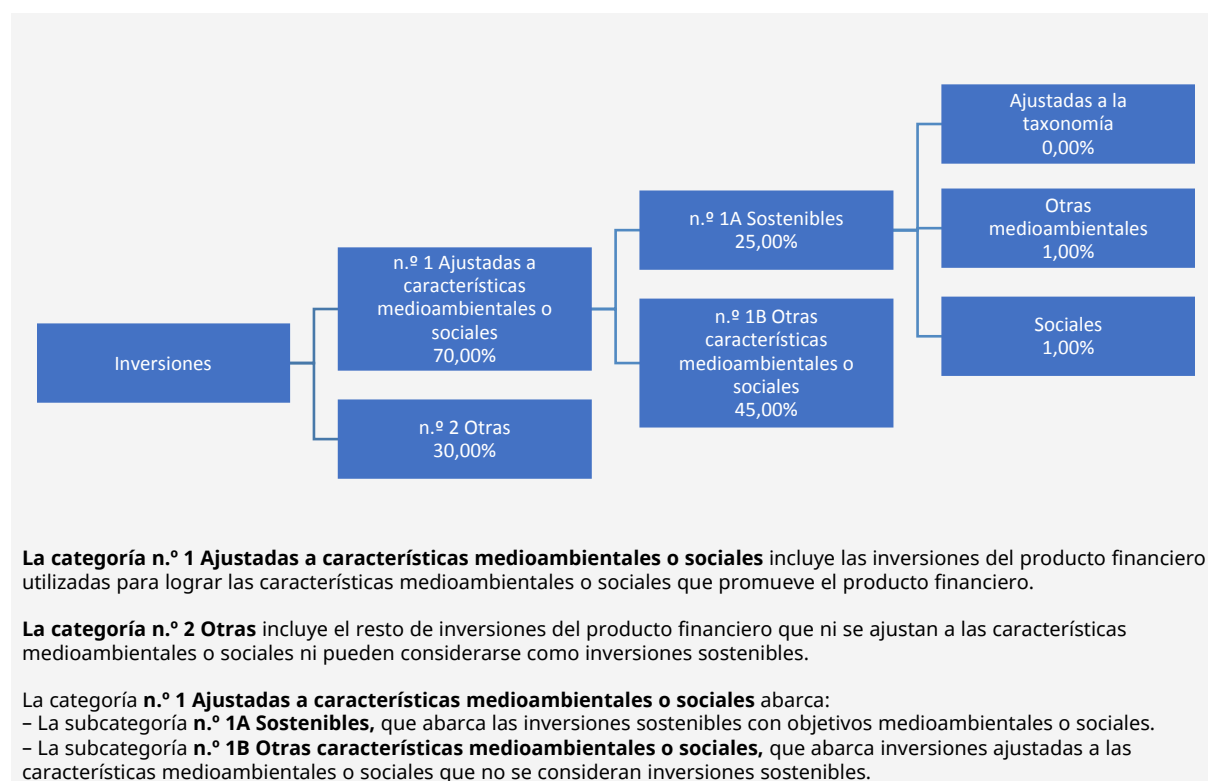 Inversiones
n.º 1 Ajustadas a
características
medioambientales o
sociales
70,00%
n.º 2 Otras
30,00%
n.º 1A Sostenibles
25,00%
n.º 1B Otras
características
medioambientales o
sociales
45,00%
Ajustadas a la
taxonomía
0,00%
Otras
medioambientales
1,00%
Sociales
1,00%
La categoría n.º 1 Ajustadas a características medioambientales o sociales incluye las inversiones del producto financiero
utilizadas para lograr las características medioambientales o sociales que promueve el producto financiero.
La categoría n.º 2 Otras incluye el resto de inversiones del producto financiero que ni se ajustan a las características
medioambientales o sociales ni pueden considerarse como inversiones sostenibles.
La categoría n.º 1 Ajustadas a características medioambientales o sociales abarca:
– La subcategoría n.º 1A Sostenibles, que abarca las inversiones sostenibles con objetivos medioambientales o sociales.
– La subcategoría n.º 1B Otras características medioambientales o sociales, que abarca inversiones ajustadas a las
características medioambientales o sociales que no se consideran inversiones sostenibles.